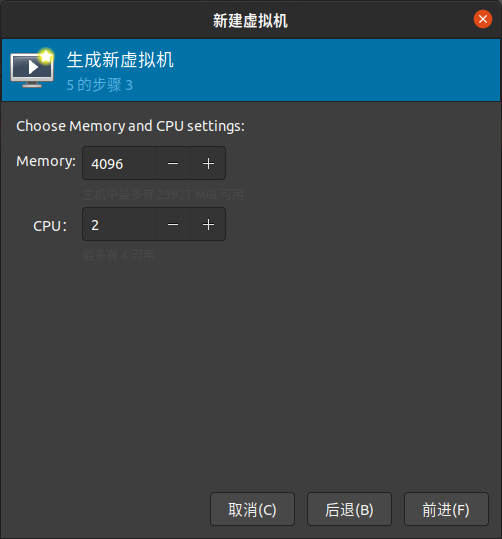 新建虚拟机
生成新虚拟机
5 的步骤 3
Choose Memory and CPU settings:
Memory: 4096
主机中最多有 23927 MiB 可用
CPU： 2
最多有 4 可用
取消(C) 后退(B) 前进(F)